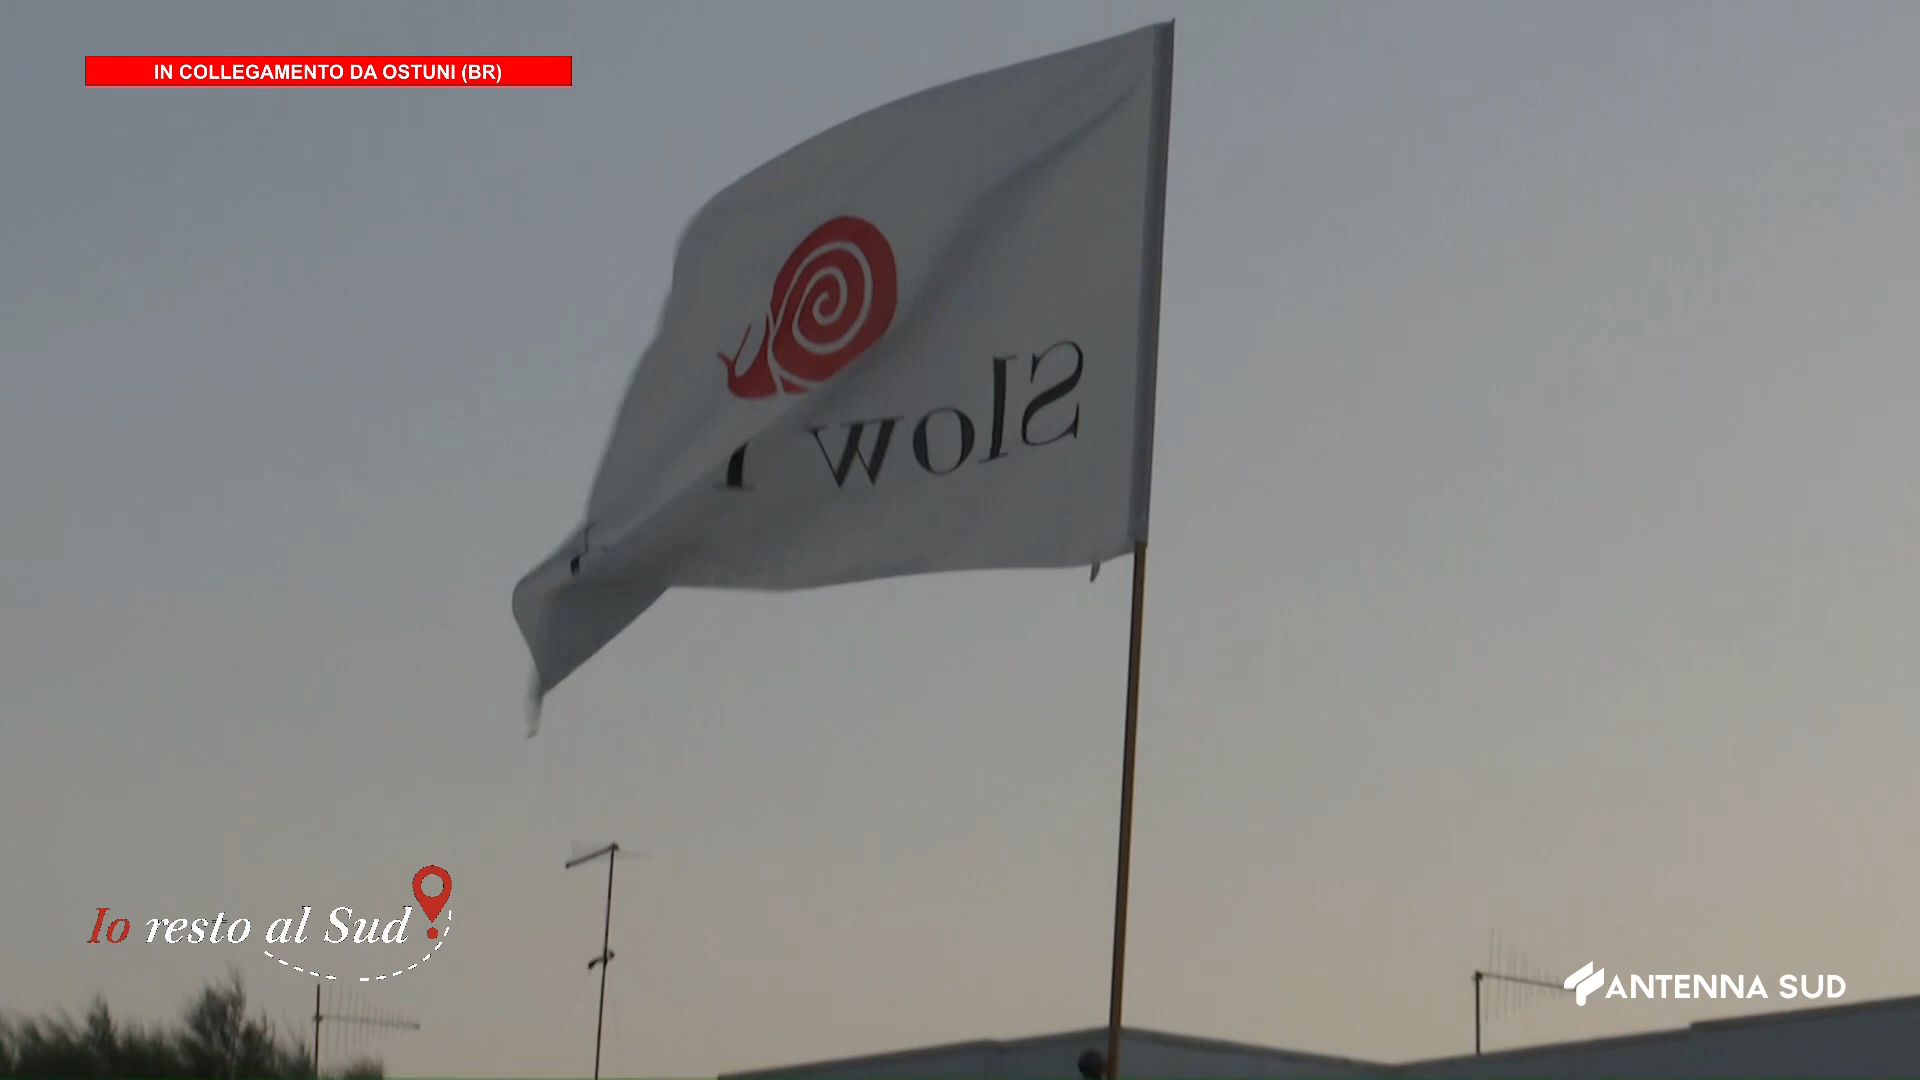 IN COLLEGAMENTO DA OSTUNI (BR)
Slow
Io resto al Sud
ANTENNA SUD